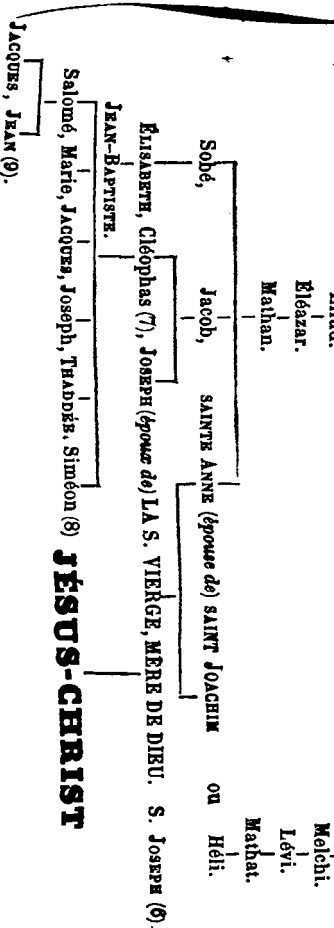 Melchi.
Éléazar. Lévi.
Mathan. Mathat.
Sobé, Jacob, SAINTE ANNE (épouse de) SAINT JOACHIM ou Héli.
ÉLISABETH, Cléophas (7), JOSEPH (époux de) LA S. VIERGE, MÈRE DE DIEU. S. JOSEPH (6).
JEAN-BAPTISTE.
Salomé, Marie, JACQUES, Joseph, THADDÉE, Siméon (8) JÉSUS-CHRIST
JACQUES, JEAN (9).